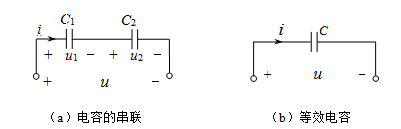 C₁ C₂
i
+ u₁ − + u₂ −
+ u −
(a) 电容的串联
i C
+ u −
(b) 等效电容